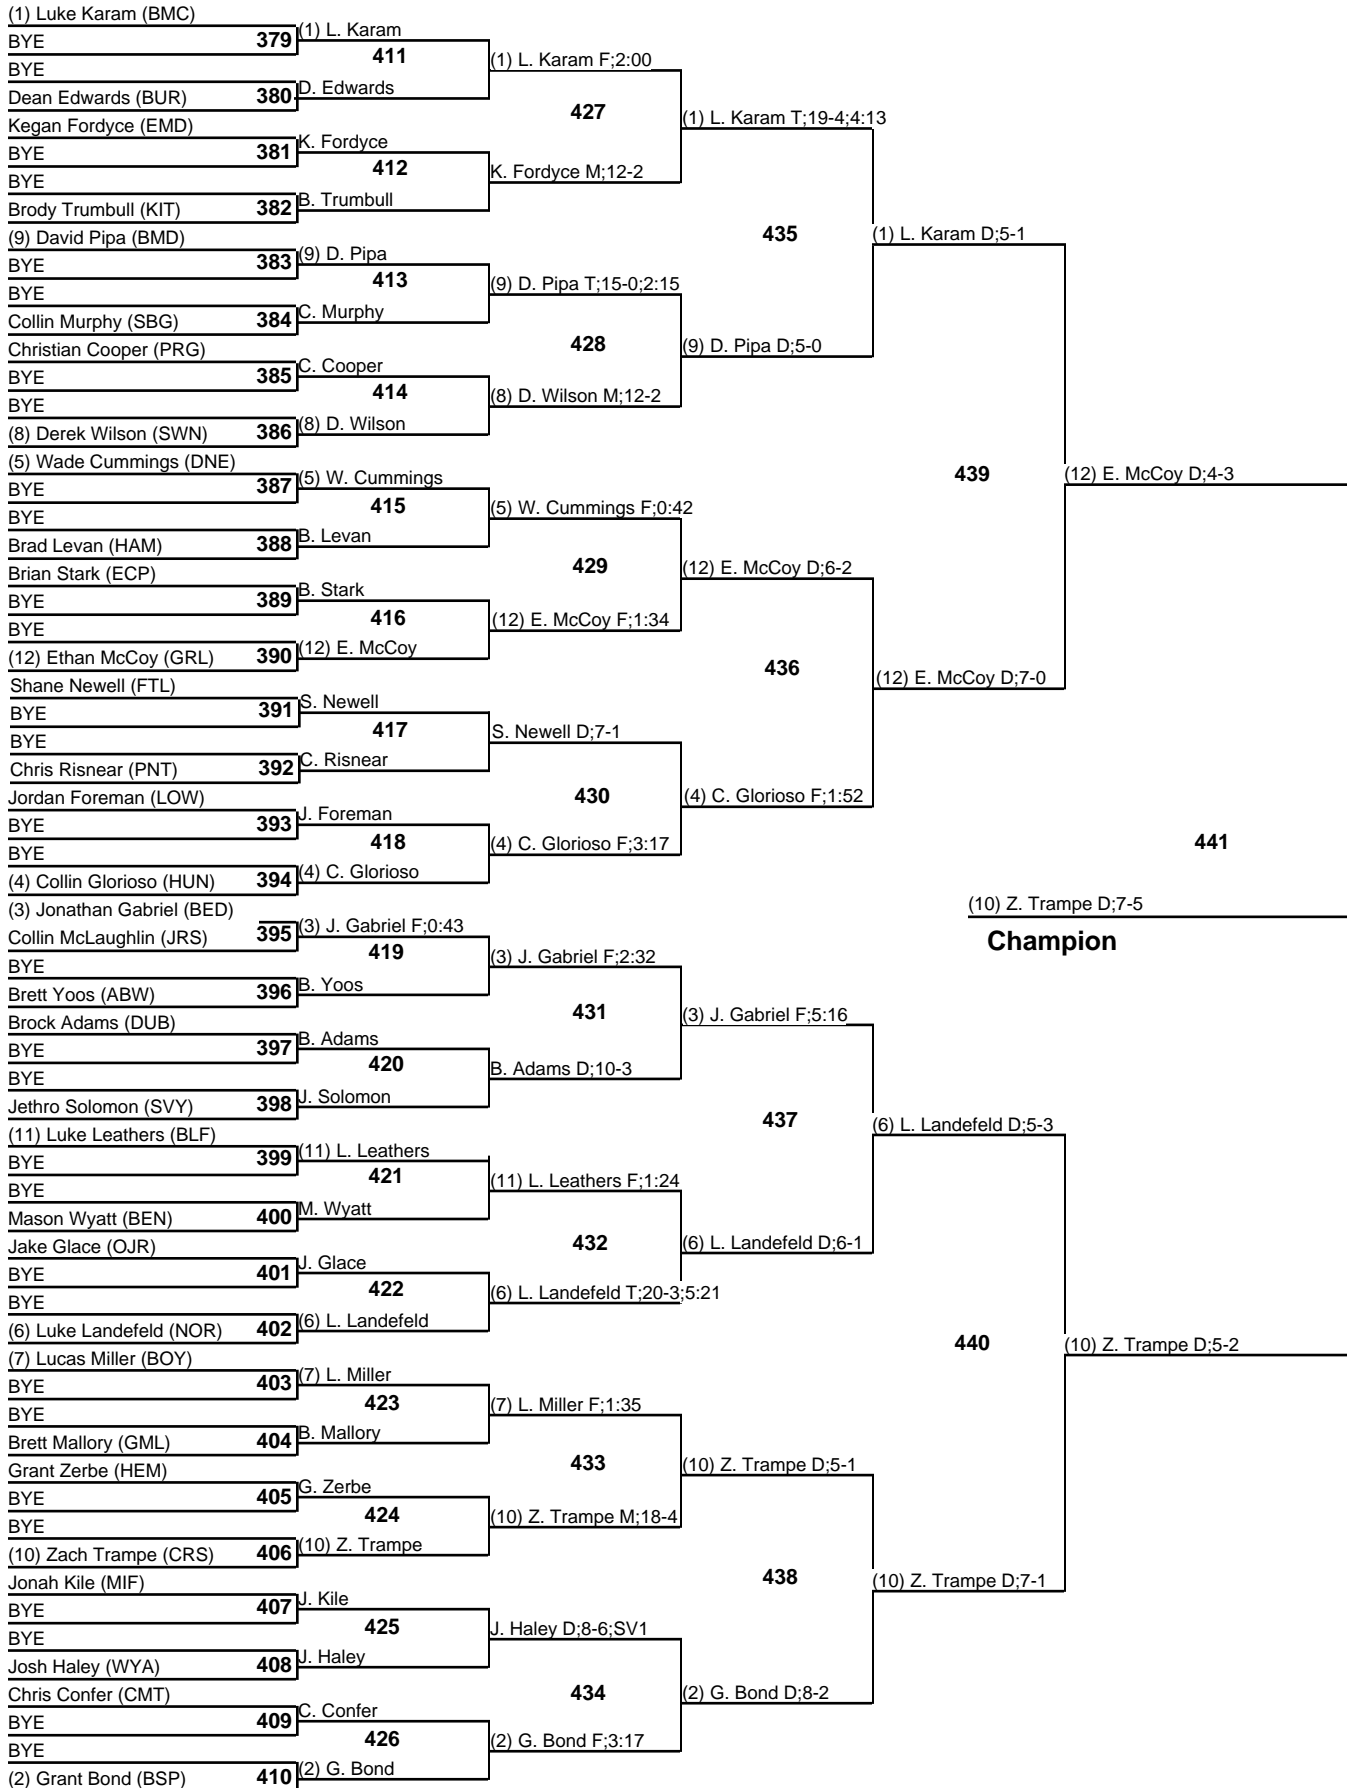 (1) Luke Karam (BMC)
BYE
379
BYE
Dean Edwards (BUR)
380
Kegan Fordyce (EMD)
BYE
381
BYE
Brody Trumbull (KIT)
382
(9) David Pipa (BMD)
BYE
383
BYE
Collin Murphy (SBG)
384
Christian Cooper (PRG)
BYE
385
BYE
(8) Derek Wilson (SWN)
386
(5) Wade Cummings (DNE)
BYE
387
BYE
Brad Levan (HAM)
388
Brian Stark (ECP)
BYE
389
BYE
(12) Ethan McCoy (GRL)
390
Shane Newell (FTL)
BYE
391
BYE
Chris Risnear (PNT)
392
Jordan Foreman (LOW)
BYE
393
BYE
(4) Collin Glorioso (HUN)
394
(3) Jonathan Gabriel (BED)
Collin McLaughlin (JRS)
395
BYE
Brett Yoos (ABW)
396
Brock Adams (DUB)
BYE
397
BYE
Jethro Solomon (SVY)
398
(11) Luke Leathers (BLF)
BYE
399
BYE
Mason Wyatt (BEN)
400
Jake Glace (OJR)
BYE
401
BYE
(6) Luke Landefeld (NOR)
402
(7) Lucas Miller (BOY)
BYE
403
BYE
Brett Mallory (GML)
404
Grant Zerbe (HEM)
BYE
405
BYE
(10) Zach Trampe (CRS)
406
Jonah Kile (MIF)
BYE
407
BYE
Josh Haley (WYA)
408
Chris Confer (CMT)
BYE
409
BYE
(2) Grant Bond (BSP)
410
(1) L. Karam
411
D. Edwards
K. Fordyce
412
B. Trumbull
(9) D. Pipa
413
C. Murphy
C. Cooper
414
(8) D. Wilson
(5) W. Cummings
415
B. Levan
B. Stark
416
(12) E. McCoy
S. Newell
417
C. Risnear
J. Foreman
418
(4) C. Glorioso
(3) J. Gabriel F;0:43
419
B. Yoos
B. Adams
420
J. Solomon
(11) L. Leathers
421
M. Wyatt
J. Glace
422
(6) L. Landefeld
(7) L. Miller
423
B. Mallory
G. Zerbe
424
(10) Z. Trampe
J. Kile
425
J. Haley
C. Confer
426
(2) G. Bond
(1) L. Karam F;2:00
427
K. Fordyce M;12-2
(9) D. Pipa T;15-0;2:15
428
(8) D. Wilson M;12-2
(5) W. Cummings F;0:42
429
(12) E. McCoy F;1:34
S. Newell D;7-1
430
(4) C. Glorioso F;3:17
(3) J. Gabriel F;2:32
431
B. Adams D;10-3
(11) L. Leathers F;1:24
432
(6) L. Landefeld T;20-3;5:21
(7) L. Miller F;1:35
433
(10) Z. Trampe M;18-4
J. Haley D;8-6;SV1
434
(2) G. Bond F;3:17
(1) L. Karam T;19-4;4:13
435
(9) D. Pipa D;5-0
(12) E. McCoy D;6-2
436
(4) C. Glorioso F;1:52
(3) J. Gabriel F;5:16
437
(6) L. Landefeld D;6-1
(10) Z. Trampe D;5-1
438
(2) G. Bond D;8-2
(1) L. Karam D;5-1
439
(12) E. McCoy D;7-0
(6) L. Landefeld D;5-3
440
(10) Z. Trampe D;7-1
(12) E. McCoy D;4-3
441
(10) Z. Trampe D;5-2
(10) Z. Trampe D;7-5
Champion